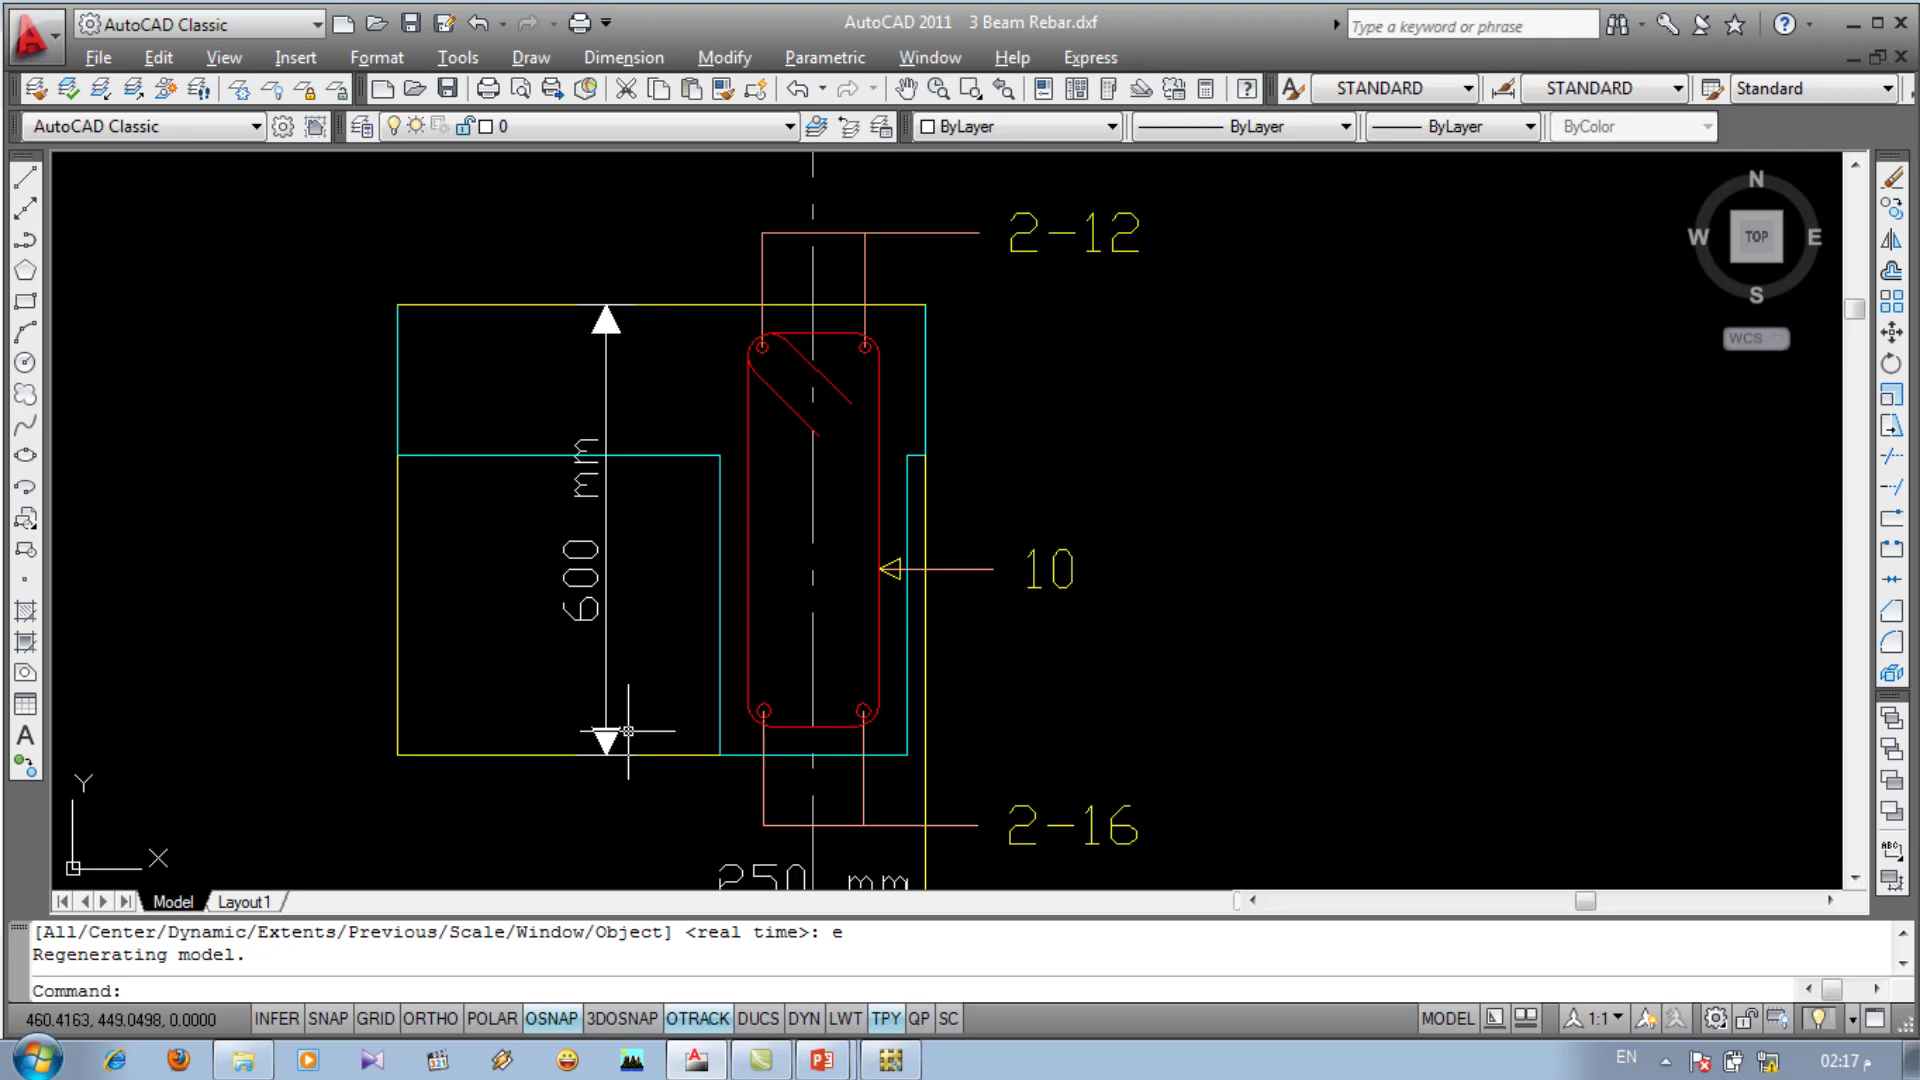 AutoCAD Classic
AutoCAD 2011 3 Beam Rebar.dxf
Type a keyword or phrase
File Edit View Insert Format Tools Draw Dimension Modify Parametric Window Help Express
STANDARD STANDARD Standard
AutoCAD Classic 0 ByLayer ByLayer ByLayer ByColor
N
W TOP E
S
WCS
2-12
600 mm
10
2-16
250 mm
Y
X
Model Layout1
[All/Center/Dynamic/Extents/Previous/Scale/Window/Object] <real time>: e
Regenerating model.
Command:
460.4163, 449.0498, 0.0000 INFER SNAP GRID ORTHO POLAR OSNAP 3DOSNAP OTRACK DUCS DYN LWT TPY QP SC MODEL 1:1
EN 02:17 م